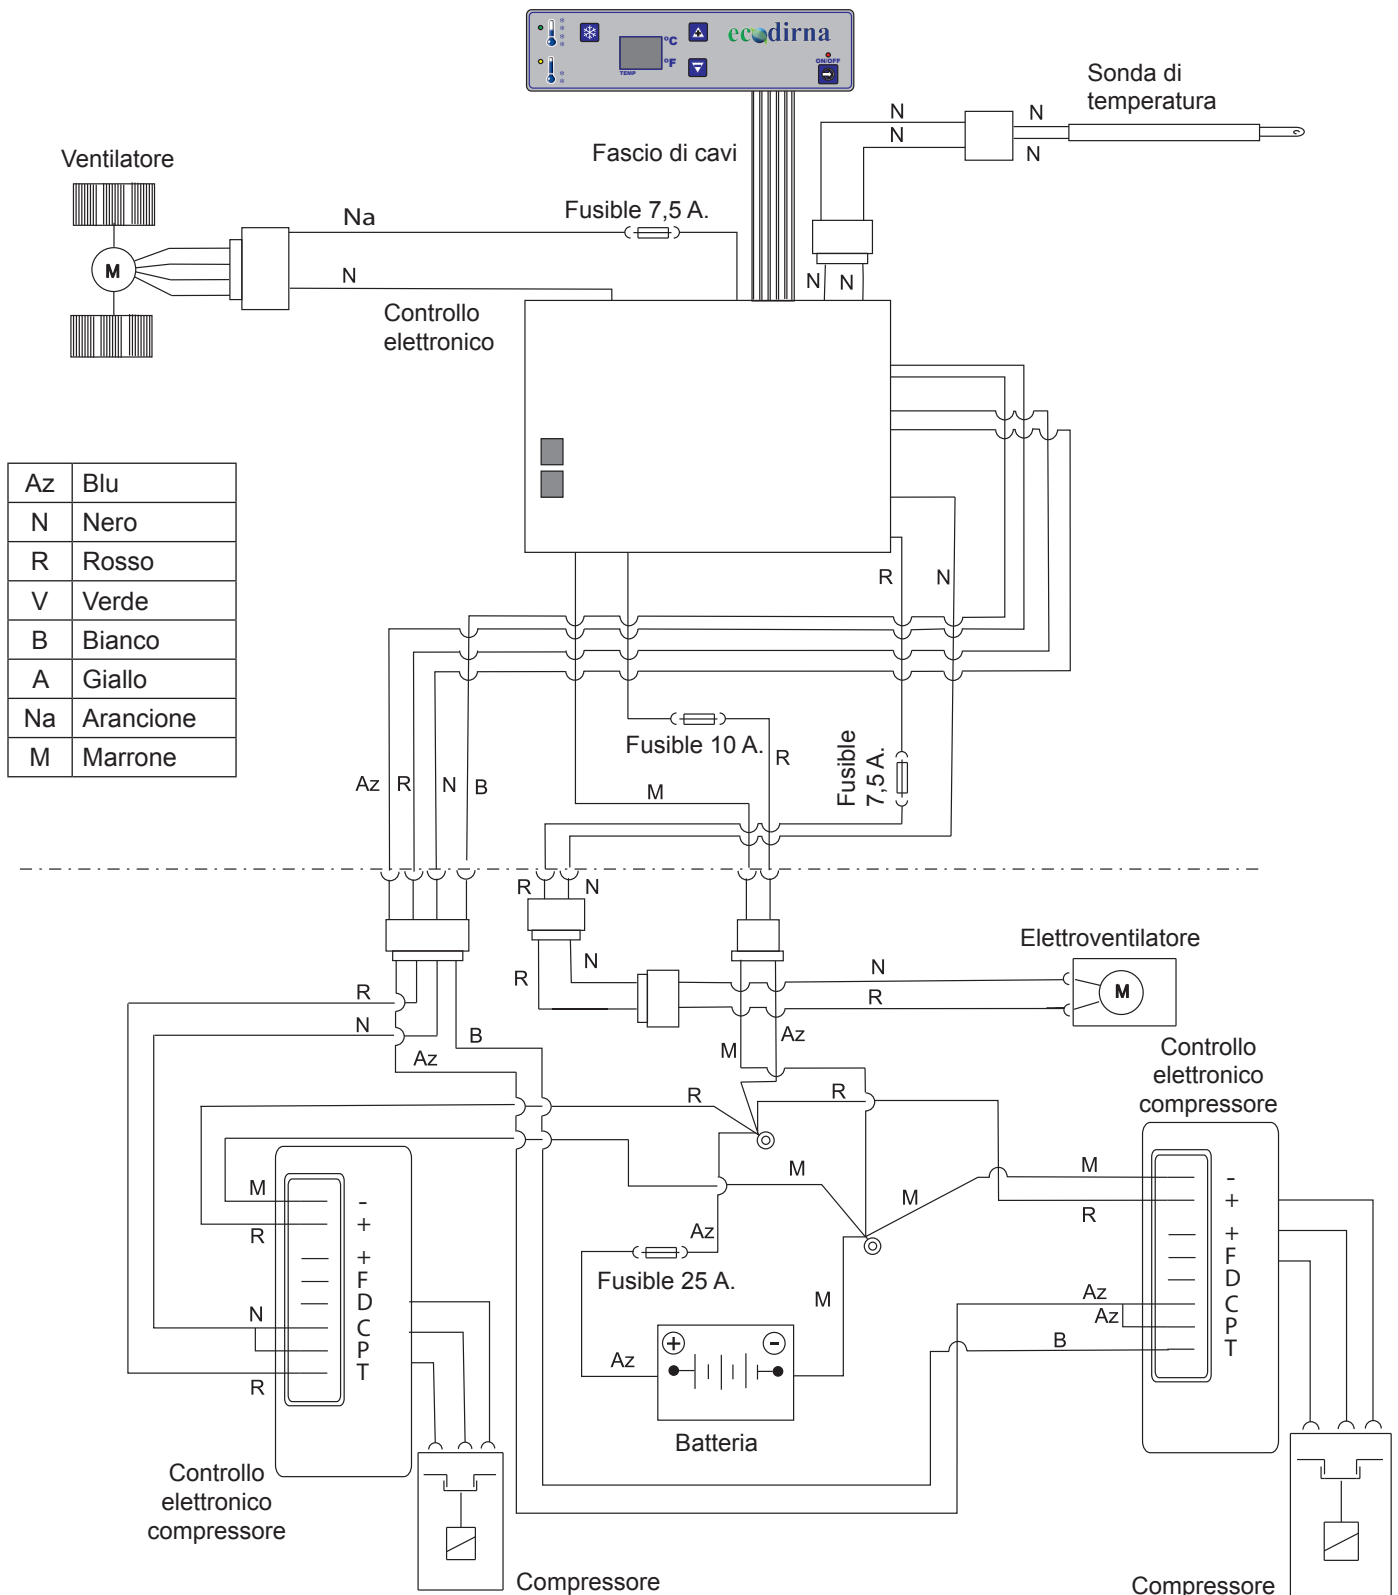 ecodirna
°C
°F
TEMP
ON/OFF
Sonda di
temperatura
N
N
N
N
Fascio di cavi
Ventilatore
Fusible 7,5 A.
Na
M
N
N
N
Controllo
elettronico
Az Blu
N Nero
R Rosso
V Verde
B Bianco
A Giallo
Na Arancione
M Marrone
R
N
Fusible 10 A.
R
Fusible
7,5 A.
Az
R
N
B
M
R
N
Elettroventilatore
N
R
N
R
R
M
N
B
Az
M
Az
Controllo
elettronico
compressore
R
R
M
M
M
M
-
+
+
F
D
C
P
T
R
N
R
Az
Fusible 25 A.
M
+
-
Az
Batteria
R
-
+
+
F
D
C
P
T
Az
Az
B
Controllo
elettronico
compressore
Compressore
Compressore